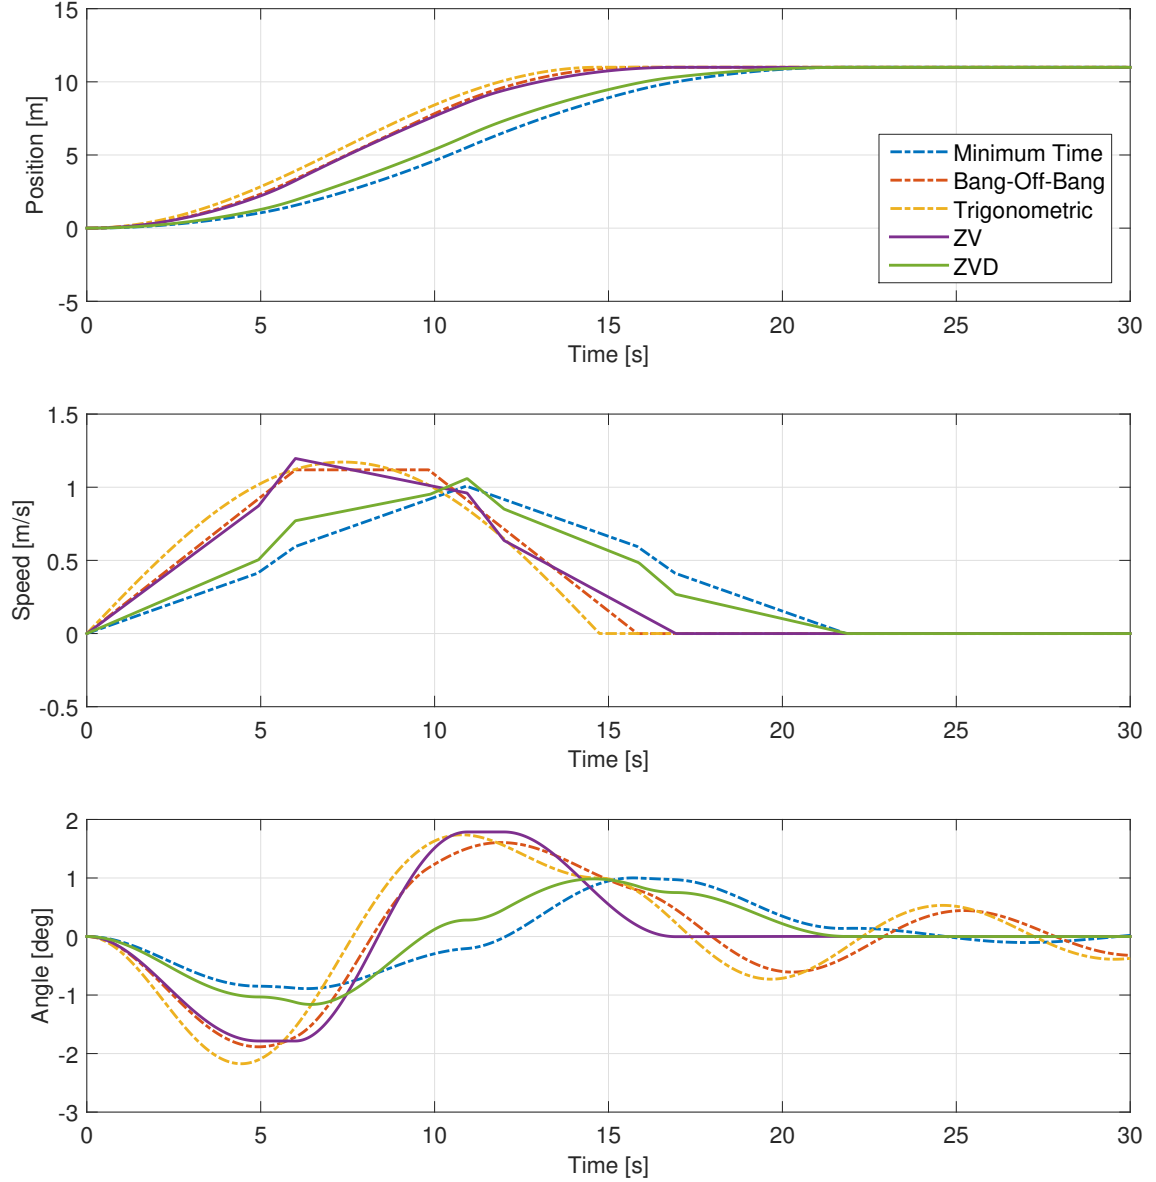 15
10
5
0
-5
Position [m]
Minimum Time
Bang-Off-Bang
Trigonometric
ZV
ZVD
0 5 10 15 20 25 30
Time [s]
1.5
1
0.5
0
-0.5
Speed [m/s]
0 5 10 15 20 25 30
Time [s]
2
1
0
-1
-2
-3
Angle [deg]
0 5 10 15 20 25 30
Time [s]